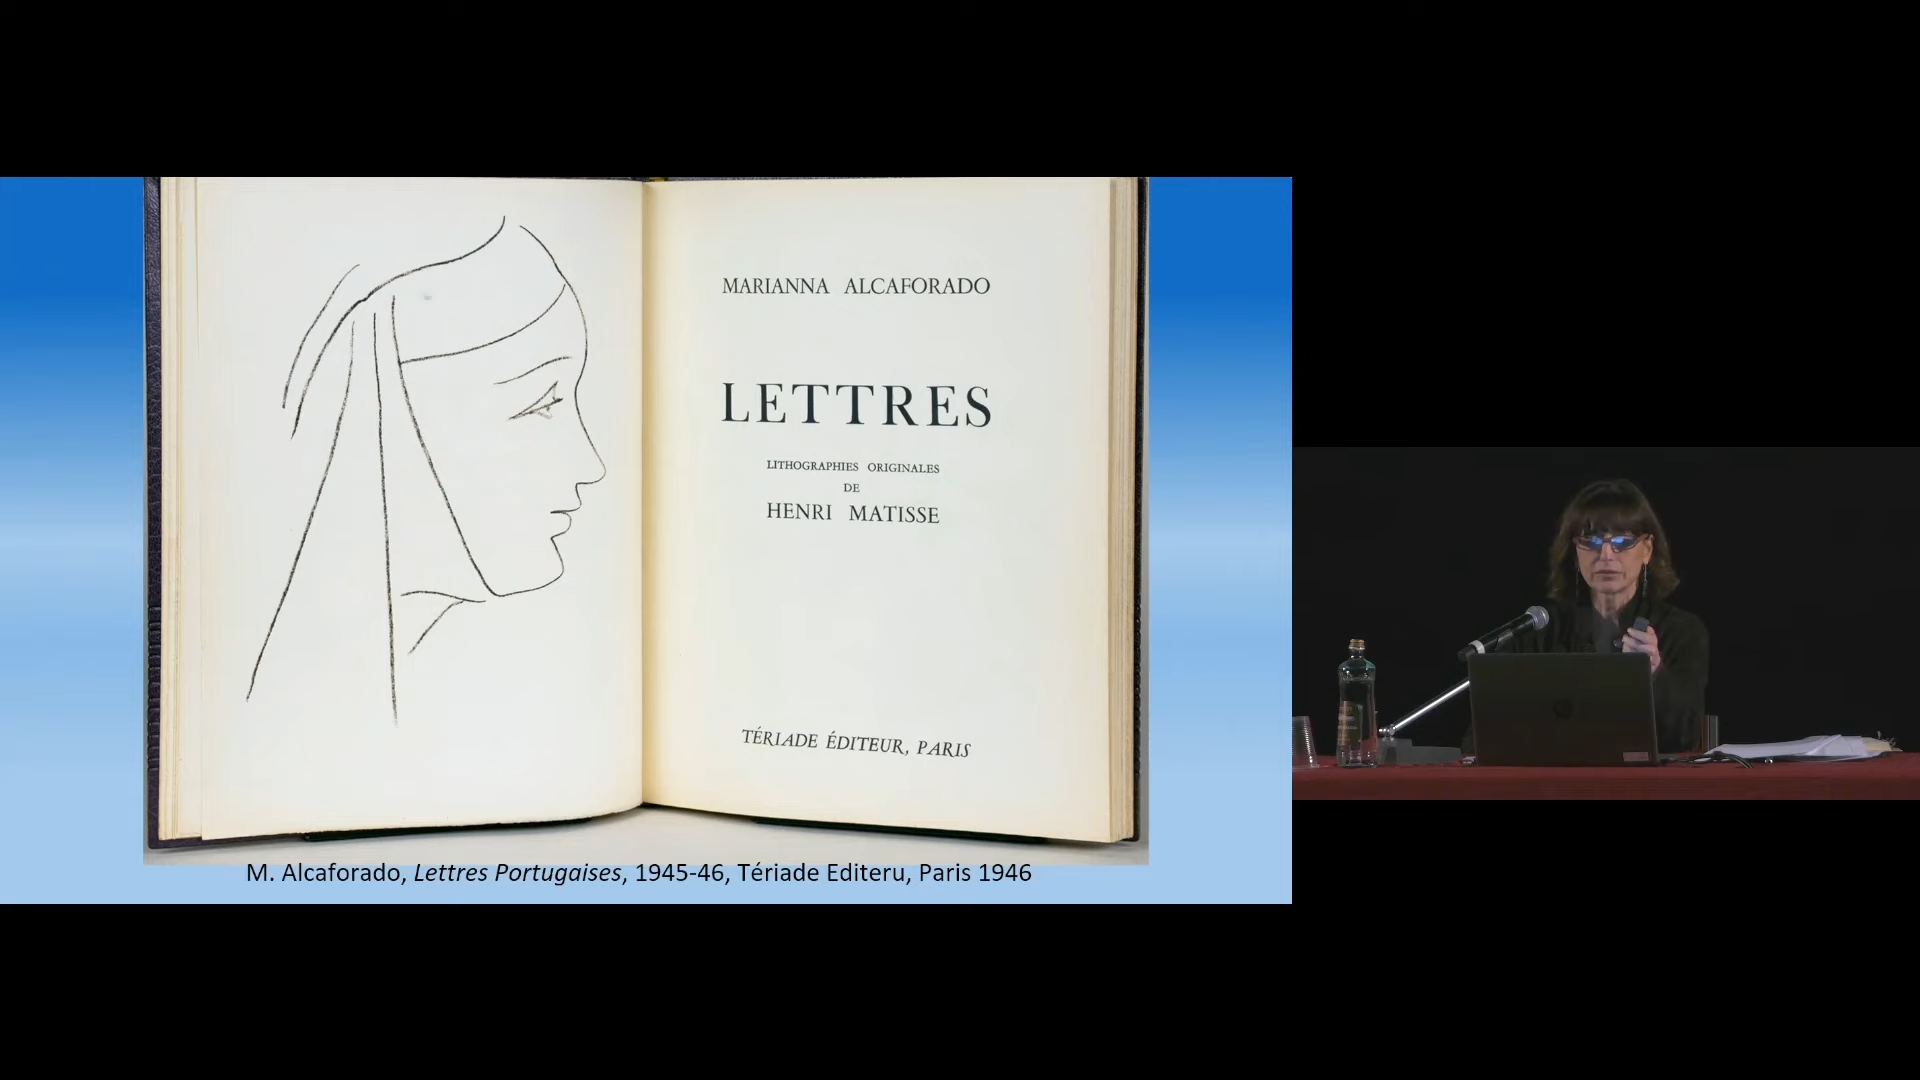 MARIANNA ALCAFORADO
LETTRES
LITHOGRAPHIES ORIGINALES
DE
HENRI MATISSE
TÉRIADE ÉDITEUR, PARIS
M. Alcaforado, Lettres Portugaises, 1945-46, Tériade Editeru, Paris 1946